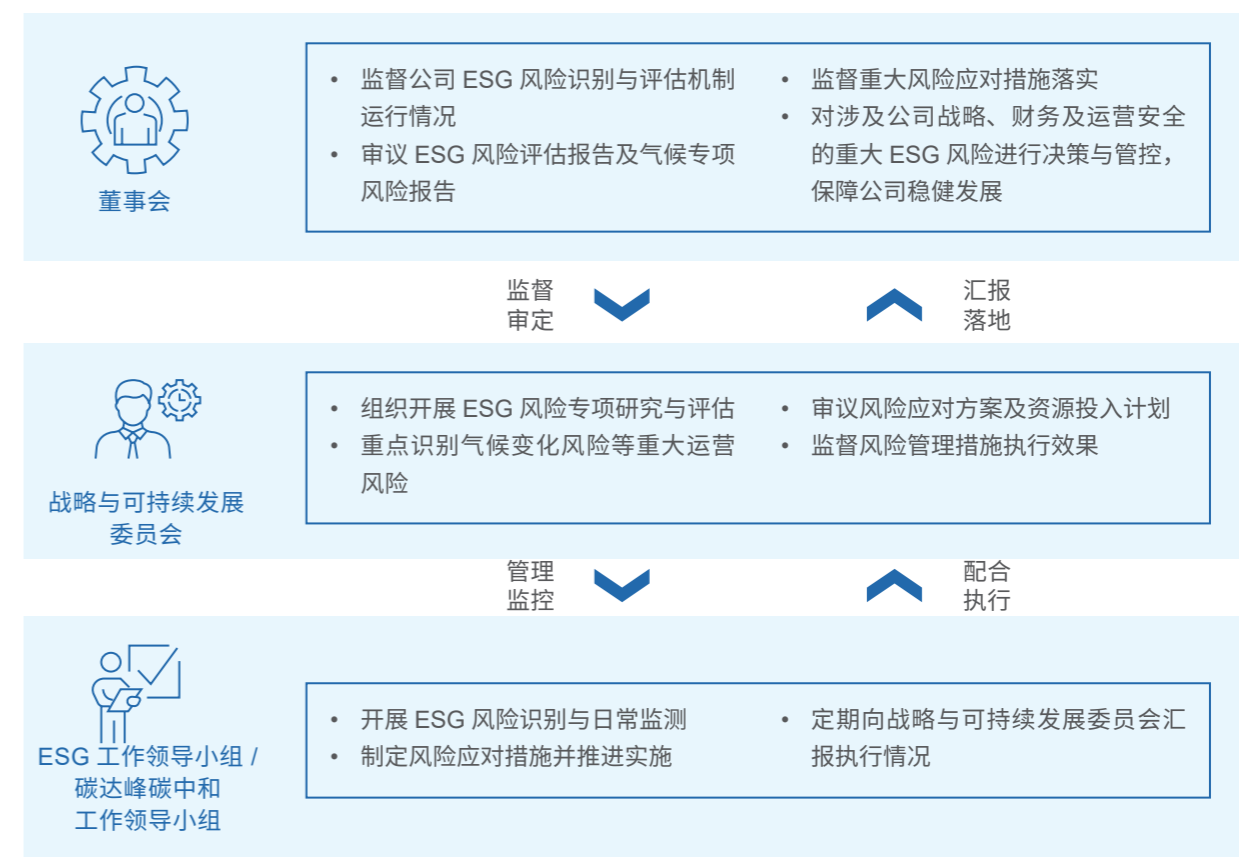 董事会
• 监督公司 ESG 风险识别与评估机制
运行情况
• 审议 ESG 风险评估报告及气候专项
风险报告
• 监督重大风险应对措施落实
• 对涉及公司战略、财务及运营安全
的重大 ESG 风险进行决策与管控，
保障公司稳健发展
监督
审定
汇报
落地
战略与可持续发展
委员会
• 组织开展 ESG 风险专项研究与评估
• 重点识别气候变化风险等重大运营
风险
• 审议风险应对方案及资源投入计划
• 监督风险管理措施执行效果
管理
监控
配合
执行
ESG 工作领导小组 /
碳达峰碳中和
工作领导小组
• 开展 ESG 风险识别与日常监测
• 制定风险应对措施并推进实施
• 定期向战略与可持续发展委员会汇
报执行情况